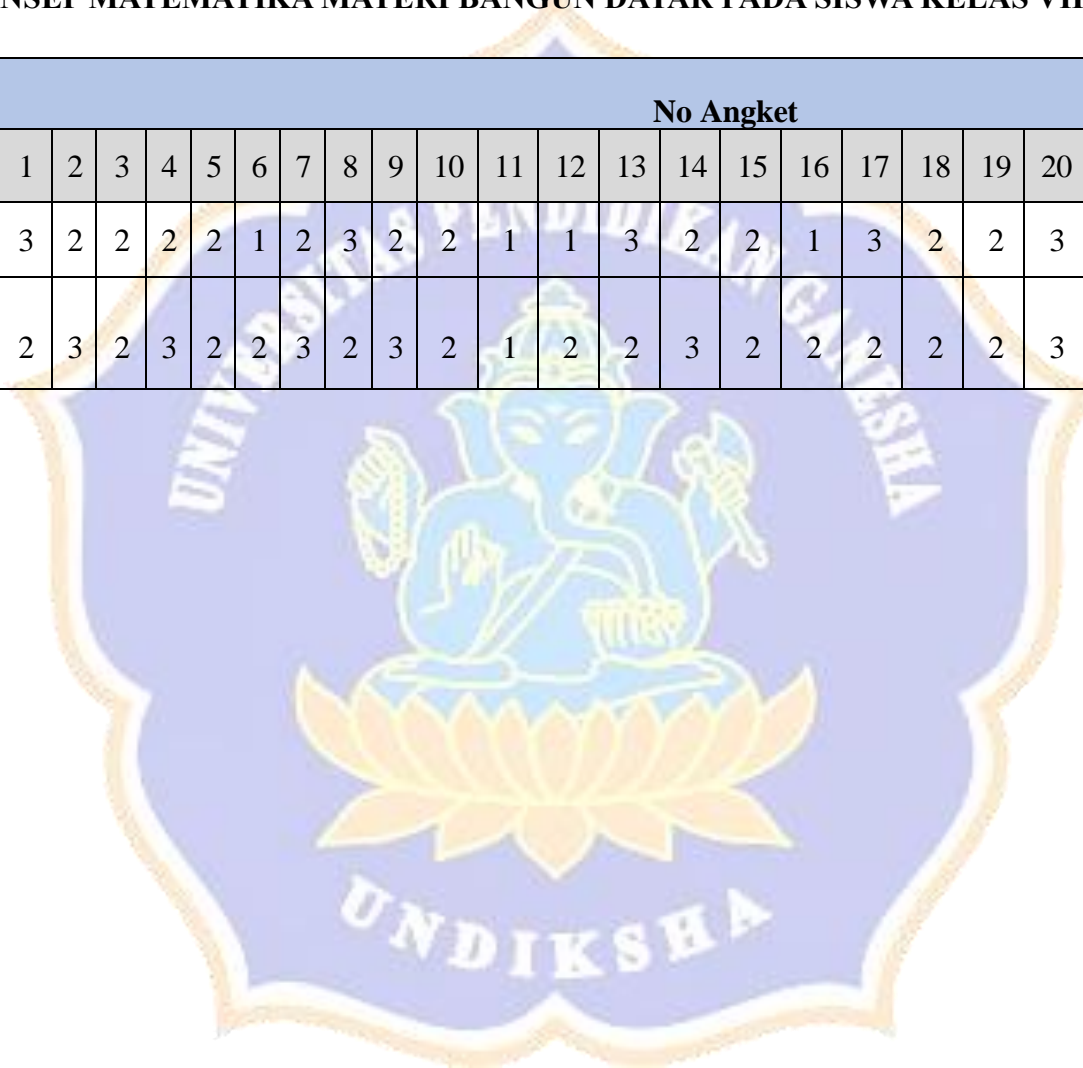 MATEMATIKA MATERI BANGUN DATAR PADA SISWA KELAS
No Angket
1 2 3 4 5 6 7 8 9 10 11 12 13 14 15 16 17 18 19 20
3 2 2 2 2 1 2 3 2 2 1 1 3 2 2 1 3 2 2 3
2 3 2 3 2 2 3 2 3 2 1 2 2 3 2 2 2 2 2 3
UNIVERSITAS PENDIDIKAN GANESHA
UNDIKSHA